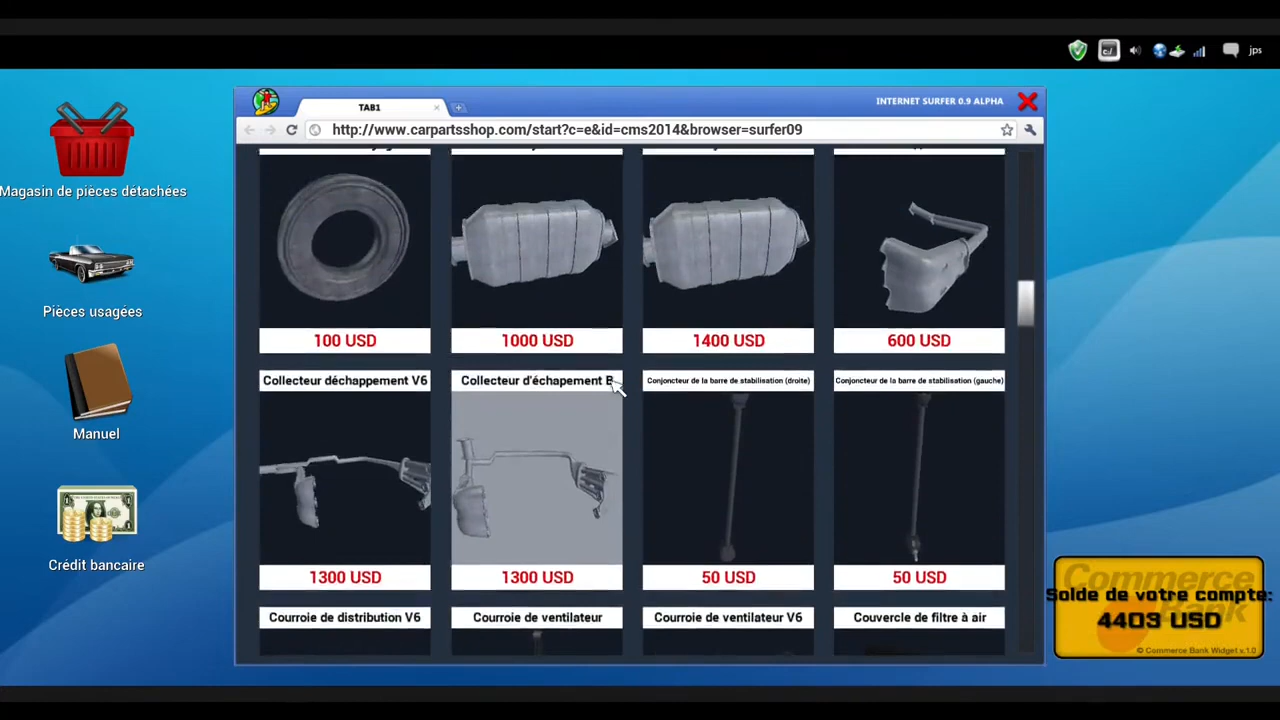 jps
TAB1
INTERNET SURFER 0.9 ALPHA
http://www.carpartsshop.com/start?c=e&id=cms2014&browser=surfer09
Magasin de pièces détachées
Pièces usagées
Manuel
Crédit bancaire
100 USD
1000 USD
1400 USD
600 USD
Collecteur déchappement V6
Collecteur d'échapement B
Conjoncteur de la barre de stabilisation (droite)
Conjoncteur de la barre de stabilisation (gauche)
1300 USD
1300 USD
50 USD
50 USD
Courroie de distribution V6
Courroie de ventilateur
Courroie de ventilateur V6
Couvercle de filtre à air
Commerce
Bank
Solde de votre compte:
4403 USD
© Commerce Bank Widget v.1.0